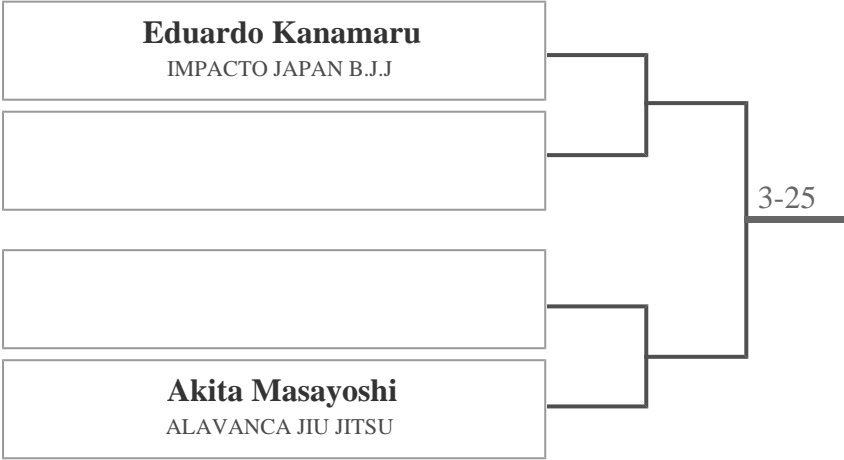 Eduardo Kanamaru
IMPACTO JAPAN B.J.J
3-25
Akita Masayoshi
ALAVANCA JIU JITSU